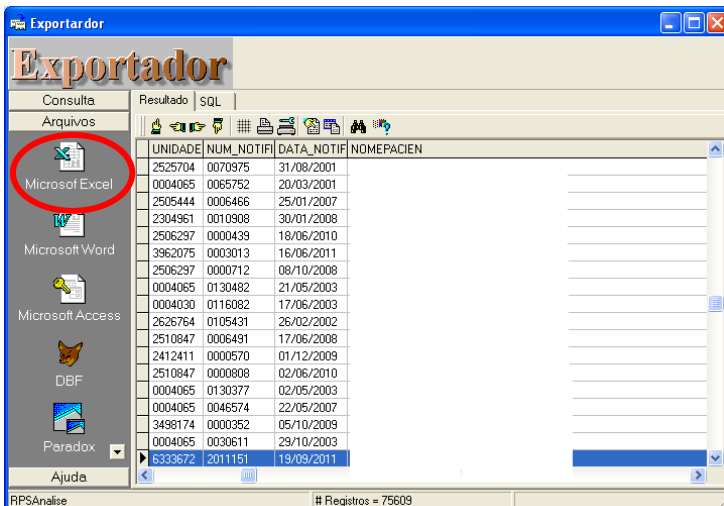 Exportardor
Exportador
Consulta
Arquivos
Microsof Excel
Microsoft Word
Microsoft Access
DBF
Paradox
Ajuda
Resultado SQL
UNIDADE NUM_NOTIFI DATA_NOTIF NOMEPACIEN
2525704 0070975 31/08/2001
0004065 0065752 20/03/2001
2505444 0006466 25/01/2007
2304961 0010908 30/01/2008
2506297 0000439 18/06/2010
3962075 0003013 16/06/2011
2506297 0000712 08/10/2008
0004065 0130482 21/05/2003
0004030 0116082 17/06/2003
2626764 0105431 26/02/2002
2510847 0006491 17/06/2008
2412411 0000570 01/12/2009
2510847 0000808 02/06/2010
0004065 0130377 02/05/2003
0004065 0046574 22/05/2007
3498174 0000352 05/10/2009
0004065 0030611 29/10/2003
6333672 2011151 19/09/2011
RPSAnalise # Registros = 75609